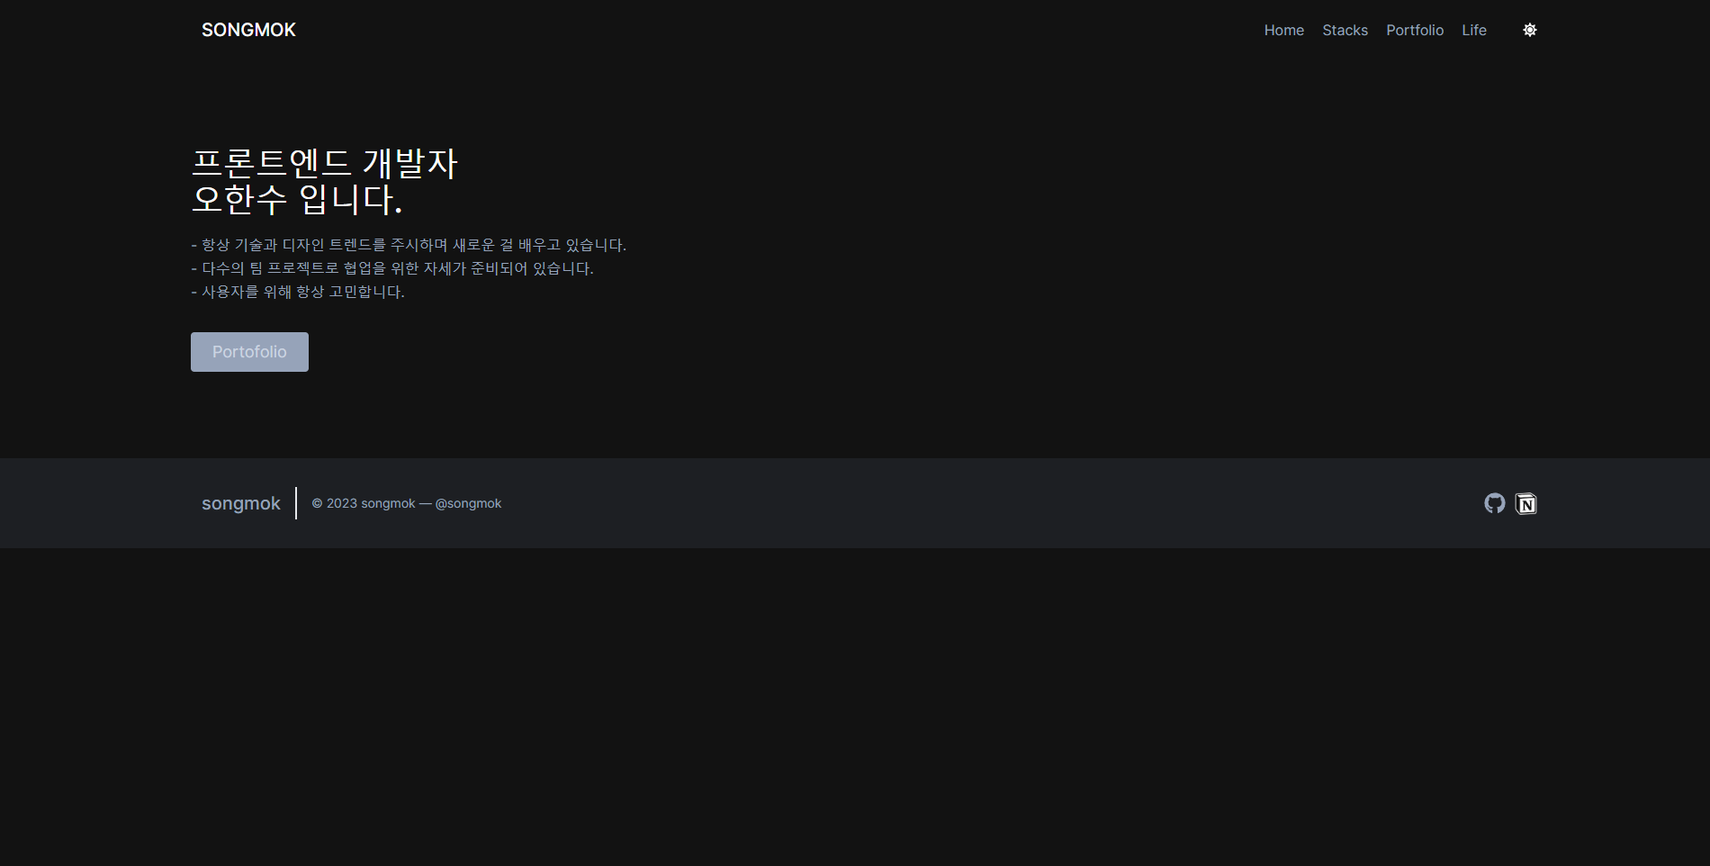 SONGMOK
Home Stacks Portfolio Life
프론트엔드 개발자
오한수 입니다.
- 항상 기술과 디자인 트렌드를 주시하며 새로운 걸 배우고 있습니다.
- 다수의 팀 프로젝트로 협업을 위한 자세가 준비되어 있습니다.
- 사용자를 위해 항상 고민합니다.
Portofolio
songmok © 2023 songmok — @songmok N